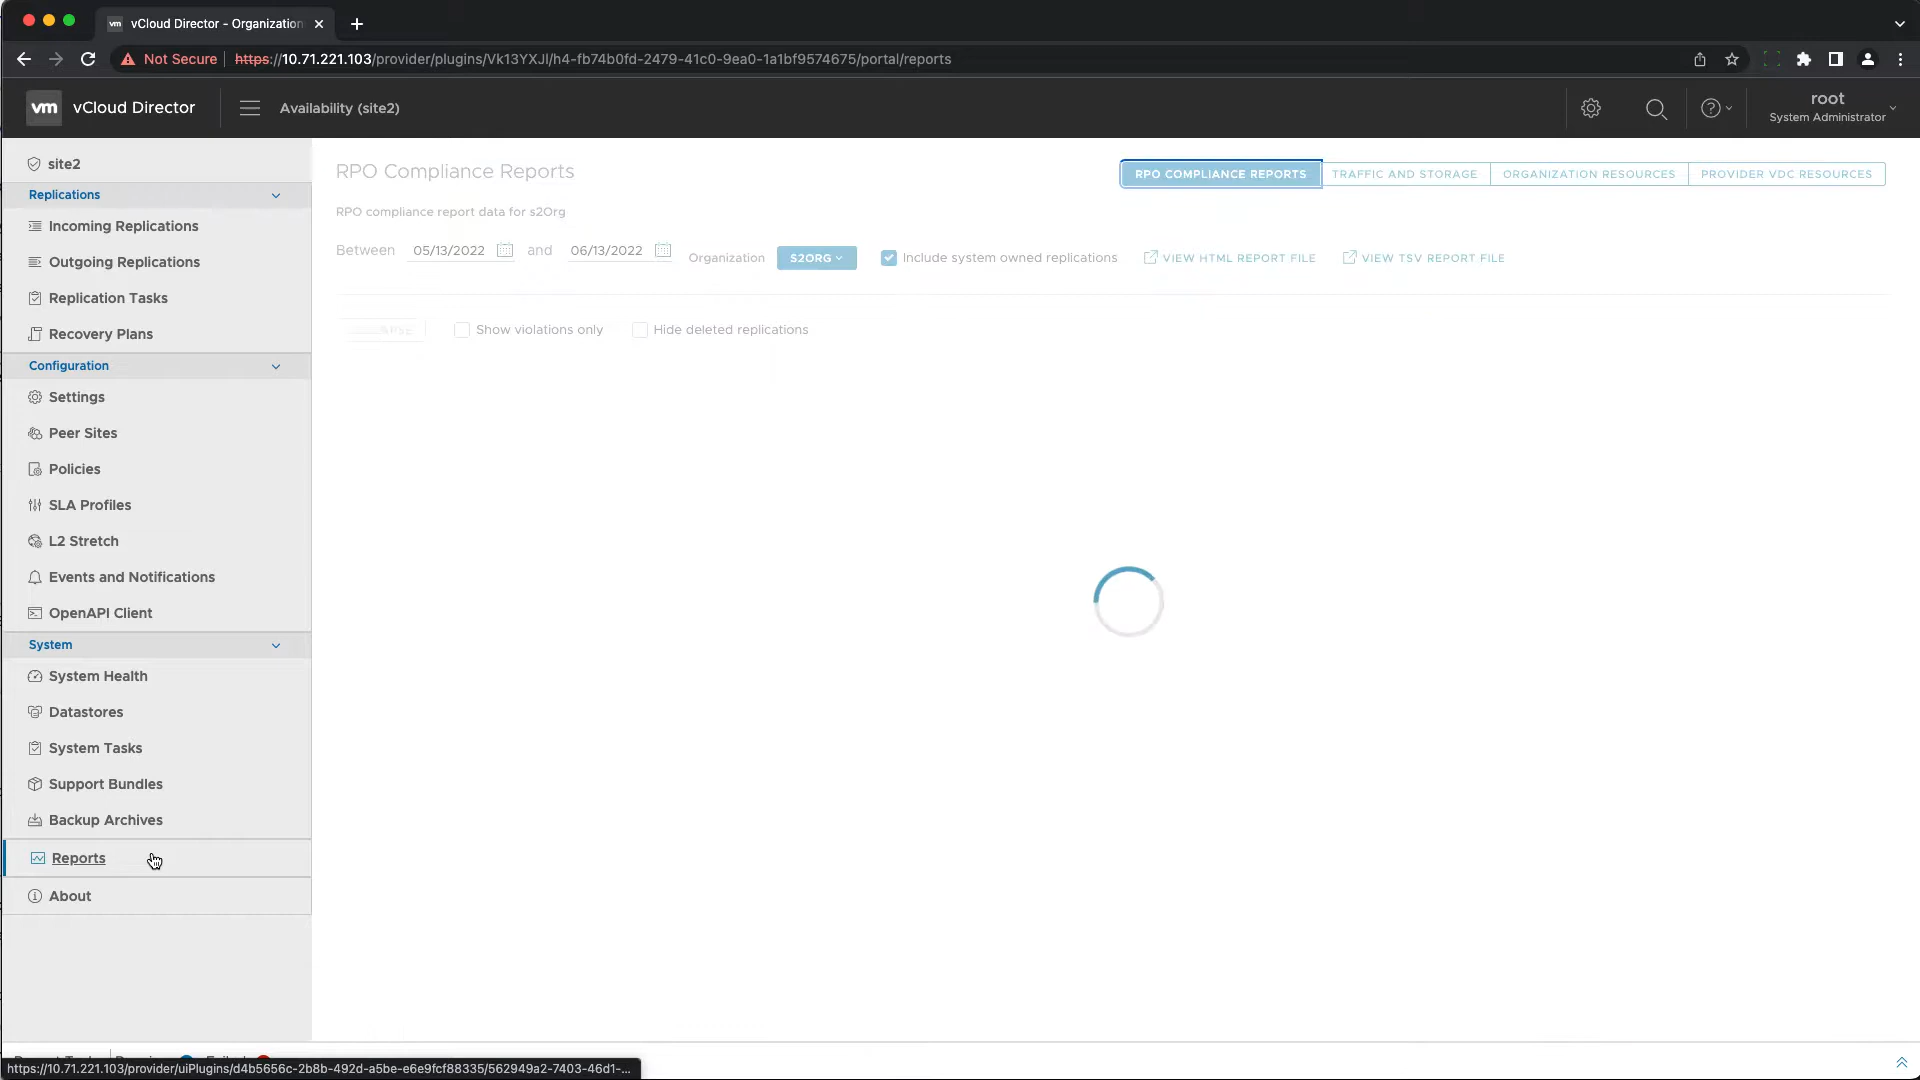 vm vCloud Director - Organization
Not Secure https://10.71.221.103/provider/plugins/Vk13YXJl/h4-fb74b0fd-2479-41c0-9ea0-1a1bf9574675/portal/reports
vm vCloud Director Availability (site2) root
System Administrator
site2
Replications
Incoming Replications
Outgoing Replications
Replication Tasks
Recovery Plans
Configuration
Settings
Peer Sites
Policies
SLA Profiles
L2 Stretch
Events and Notifications
OpenAPI Client
System
System Health
Datastores
System Tasks
Support Bundles
Backup Archives
Reports
About
RPO Compliance Reports
RPO COMPLIANCE REPORTS TRAFFIC AND STORAGE ORGANIZATION RESOURCES PROVIDER VDC RESOURCES
RPO compliance report data for s2Org
Between 05/13/2022 and 06/13/2022 Organization S2ORG Include system owned replications VIEW HTML REPORT FILE VIEW TSV REPORT FILE
Show violations only Hide deleted replications
https://10.71.221.103/provider/uiPlugins/d4b5656c-2b8b-492d-a5be-e6e9fcf88335/562949a2-7403-46d1-...